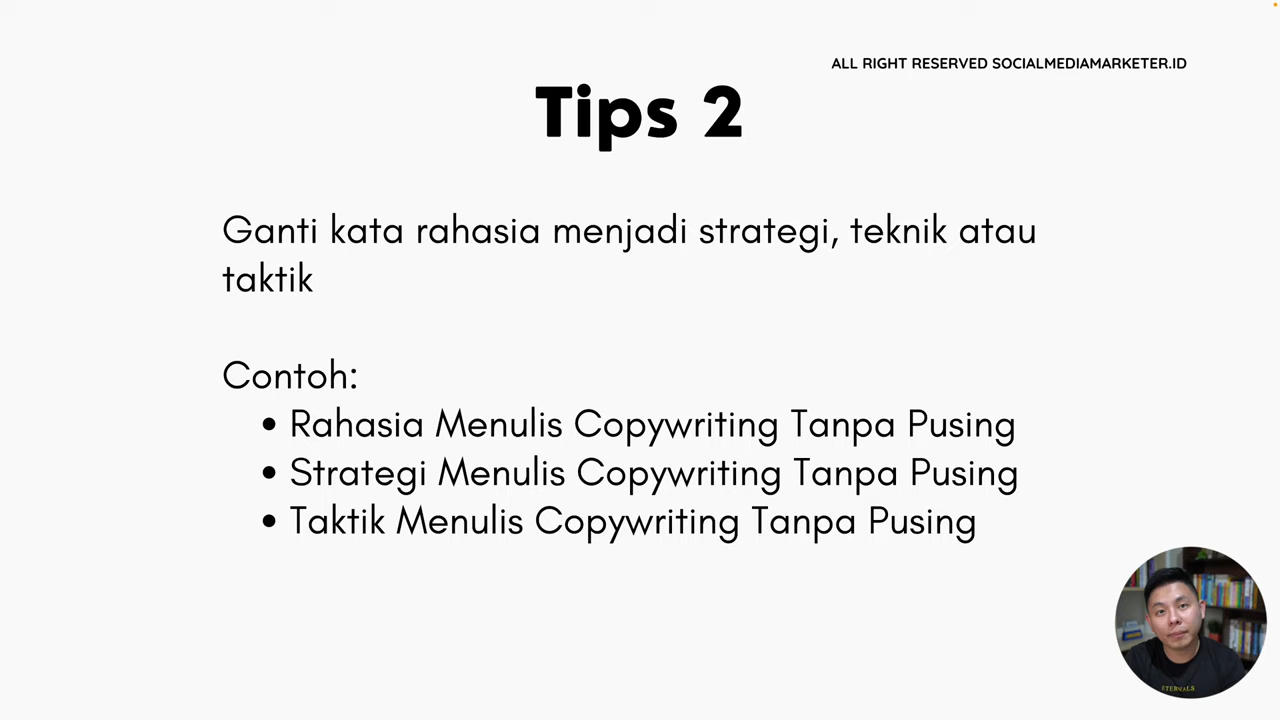 ALL RIGHT RESERVED SOCIALMEDIAMARKETER.ID
Tips 2
Ganti kata rahasia menjadi strategi, teknik atau
taktik
Contoh:
• Rahasia Menulis Copywriting Tanpa Pusing
• Strategi Menulis Copywriting Tanpa Pusing
• Taktik Menulis Copywriting Tanpa Pusing
ETERNALS